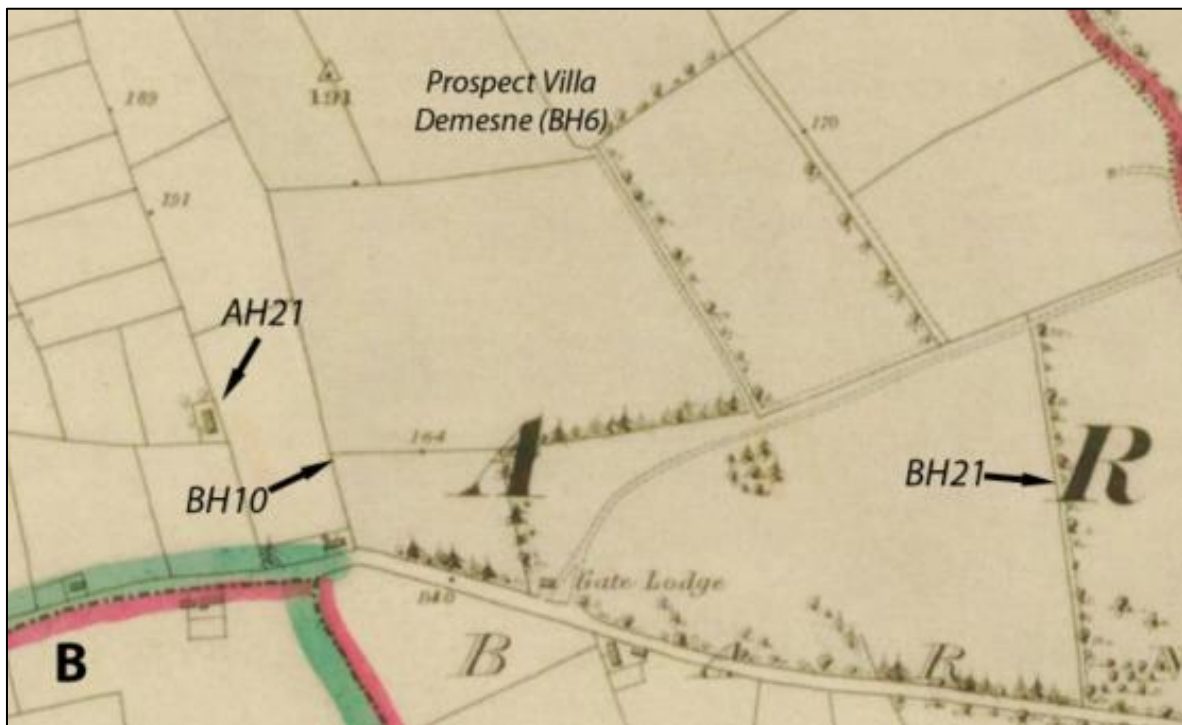 189
191
Prospect Villa
Demesne (BH6)
170
191
AH21
164
A
BH10
BH21
R
Gate Lodge
B
B
A
R
N